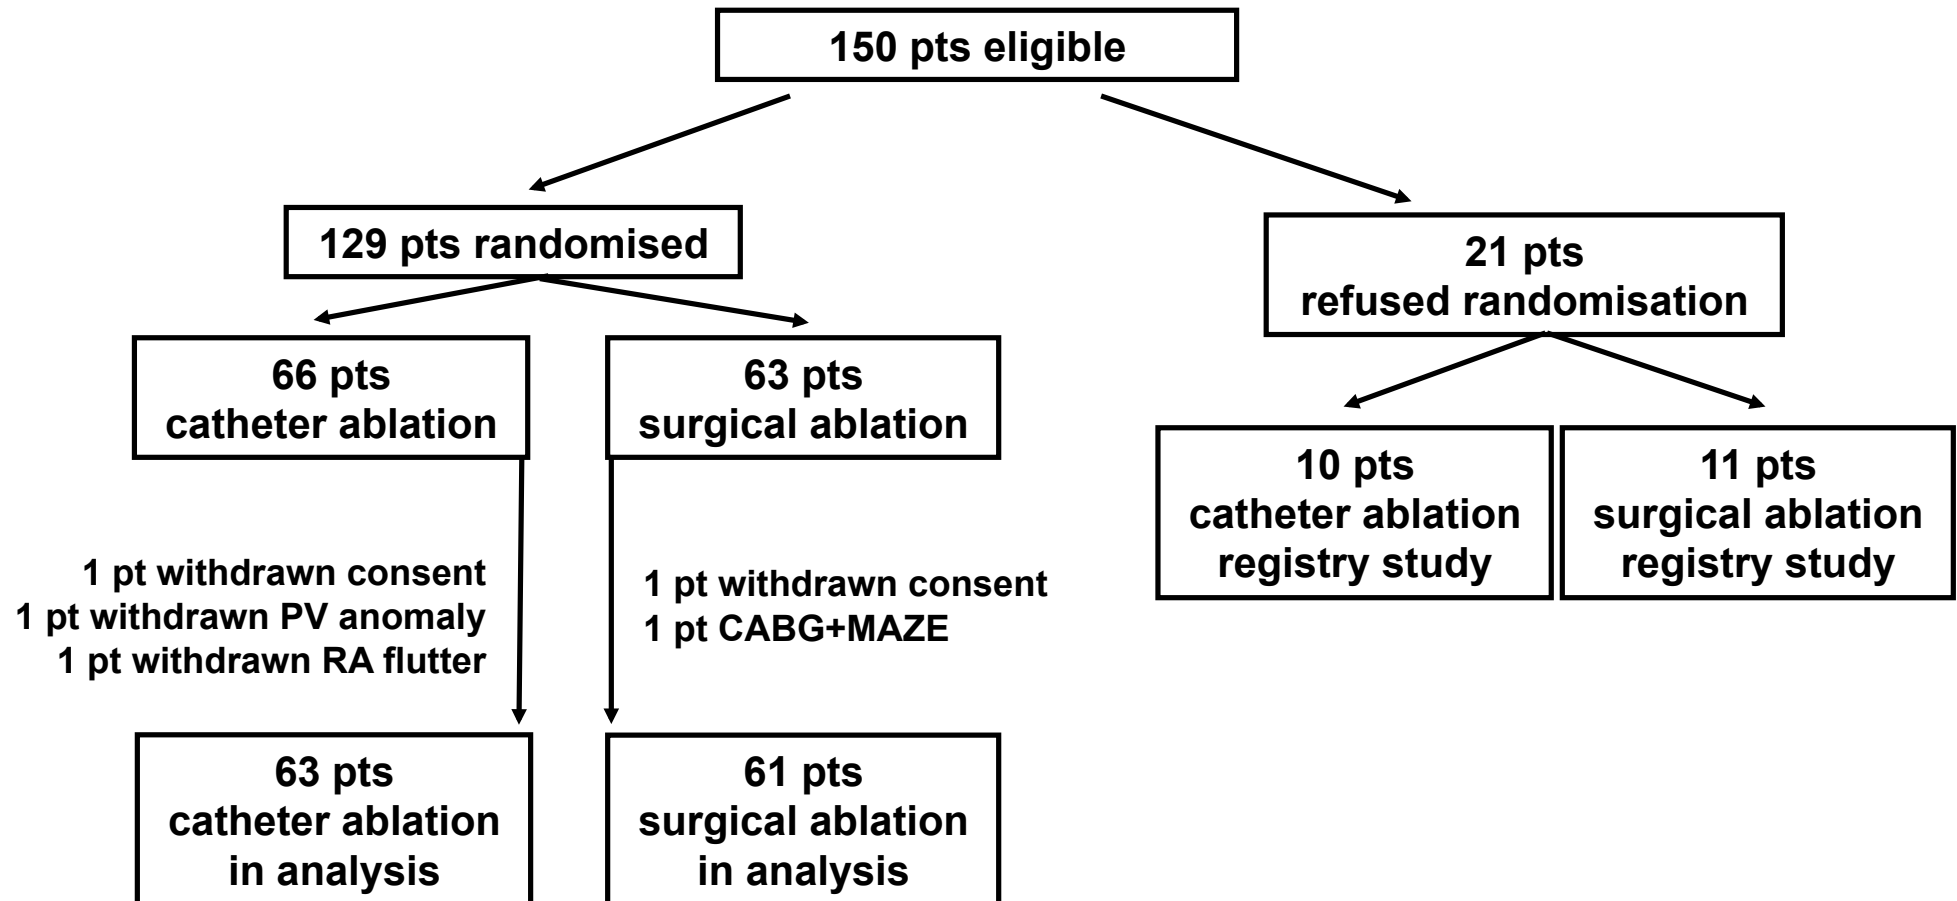 150 pts eligible
129 pts randomised
21 pts
refused randomisation
66 pts
catheter ablation
63 pts
surgical ablation
10 pts
catheter ablation
registry study
11 pts
surgical ablation
registry study
1 pt withdrawn consent
1 pt withdrawn PV anomaly
1 pt withdrawn RA flutter
1 pt withdrawn consent
1 pt CABG+MAZE
63 pts
catheter ablation
in analysis
61 pts
surgical ablation
in analysis